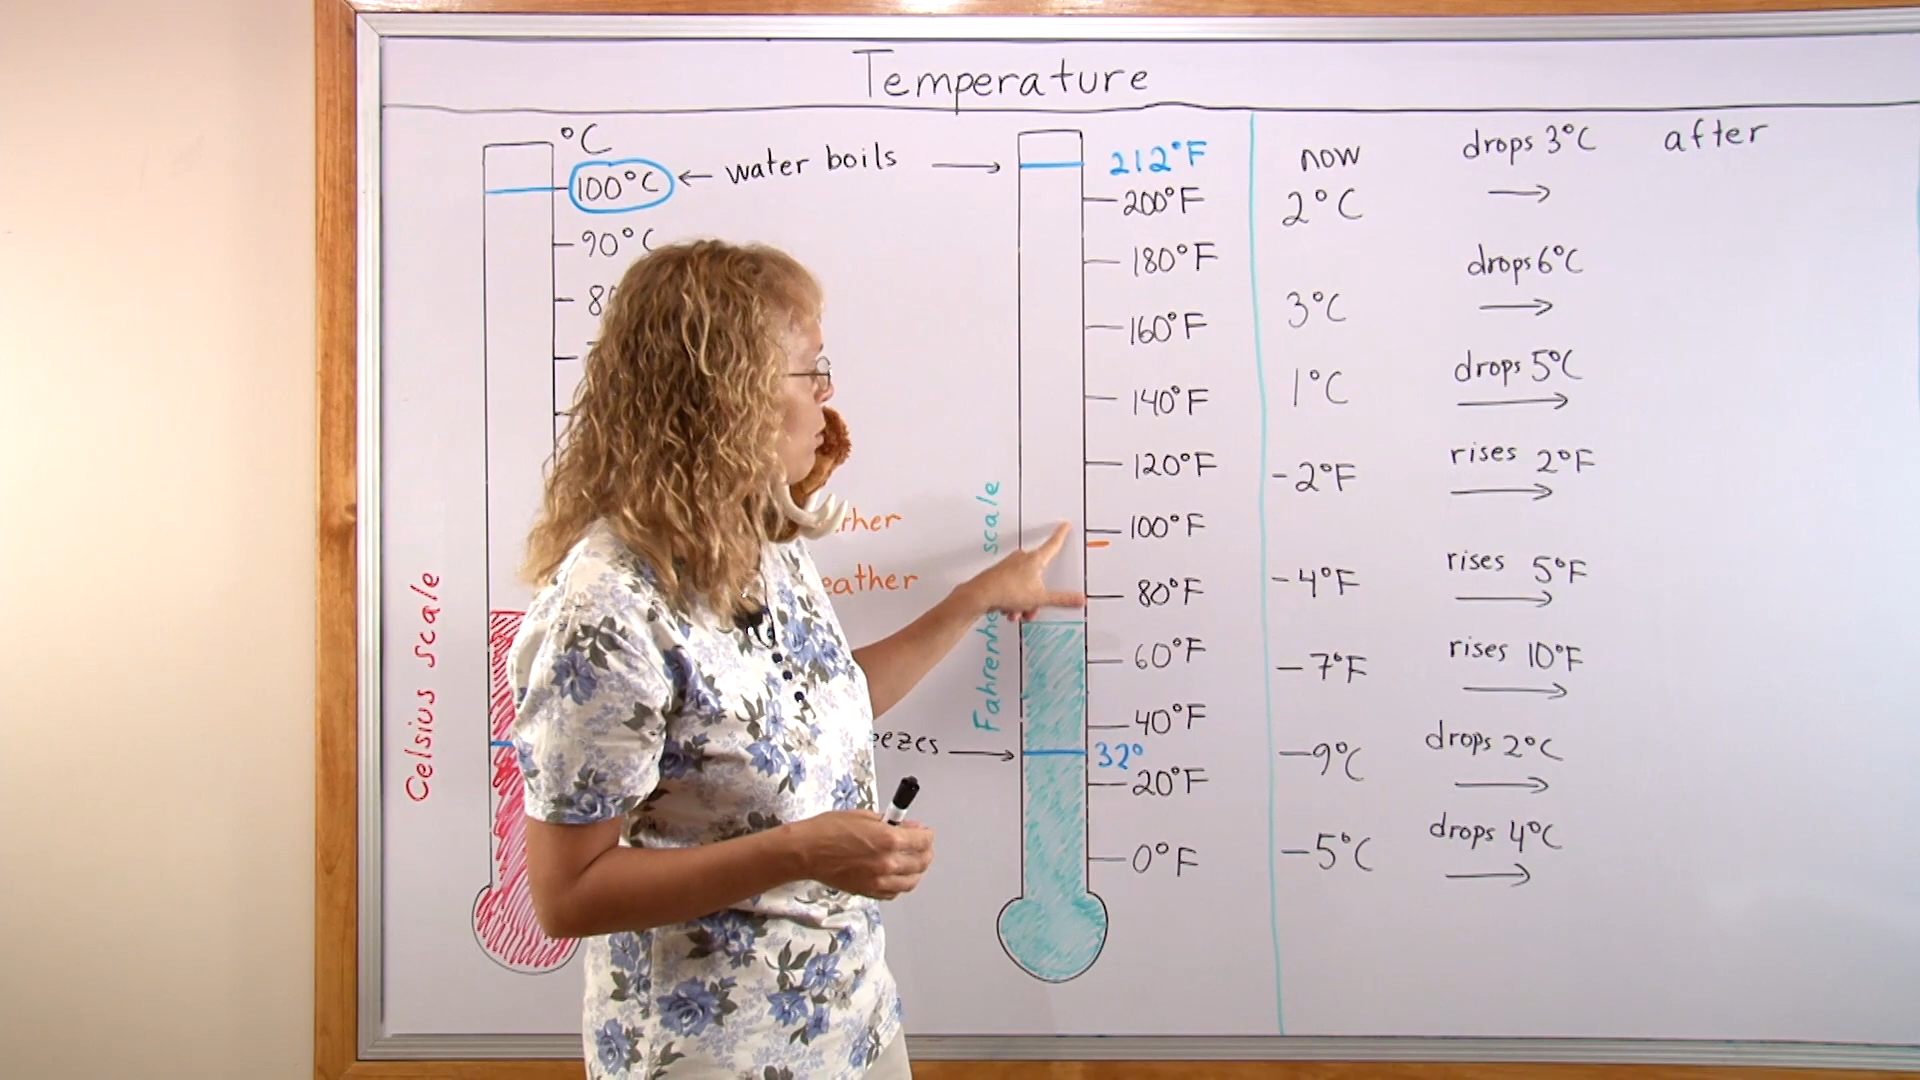 Temperature
°C
100°C
← water boils →
90°C
Celsius scale
Fahrenhe scale
212°F
200°F
180°F
160°F
140°F
120°F
100°F
80°F
60°F
40°F
32°
20°F
0°F
now drops 3°C after
2°C →
3°C drops 6°C →
1°C drops 5°C →
-2°F rises 2°F →
-4°F rises 5°F →
-7°F rises 10°F →
-9°C drops 2°C →
-5°C drops 4°C →